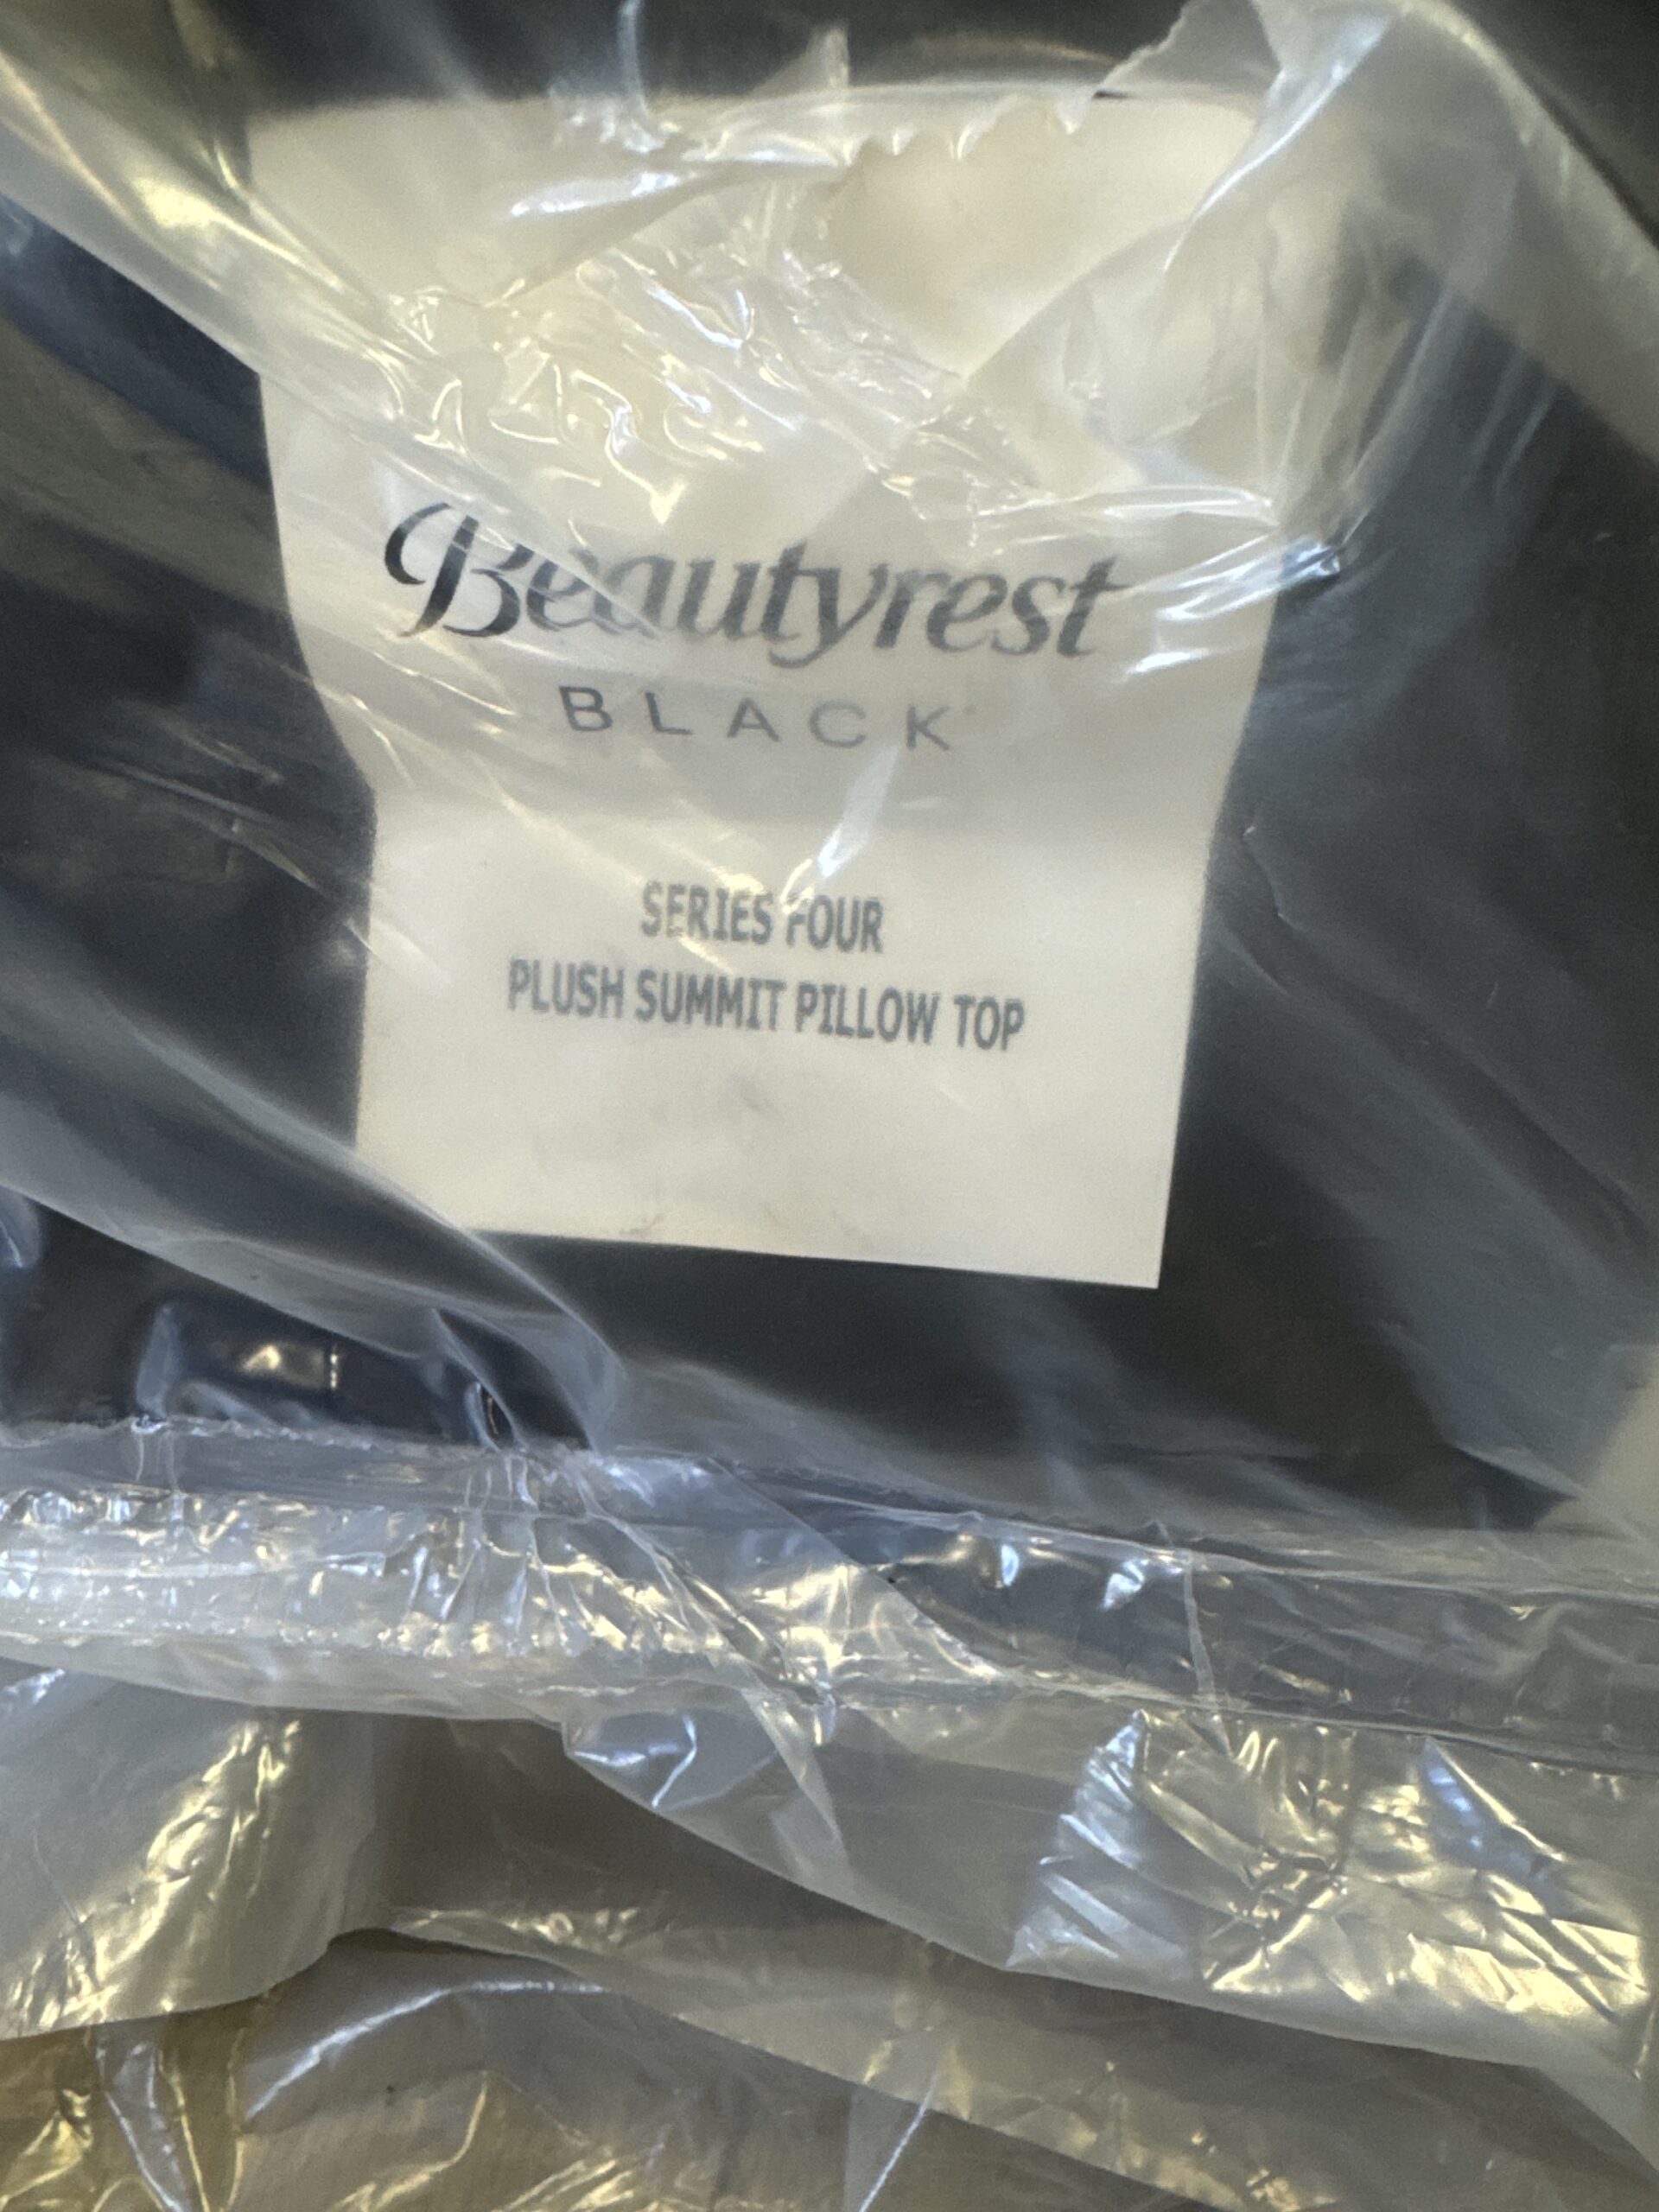 Beautyrest
BLACK
SERIES FOUR
PLUSH SUMMIT PILLOW TOP